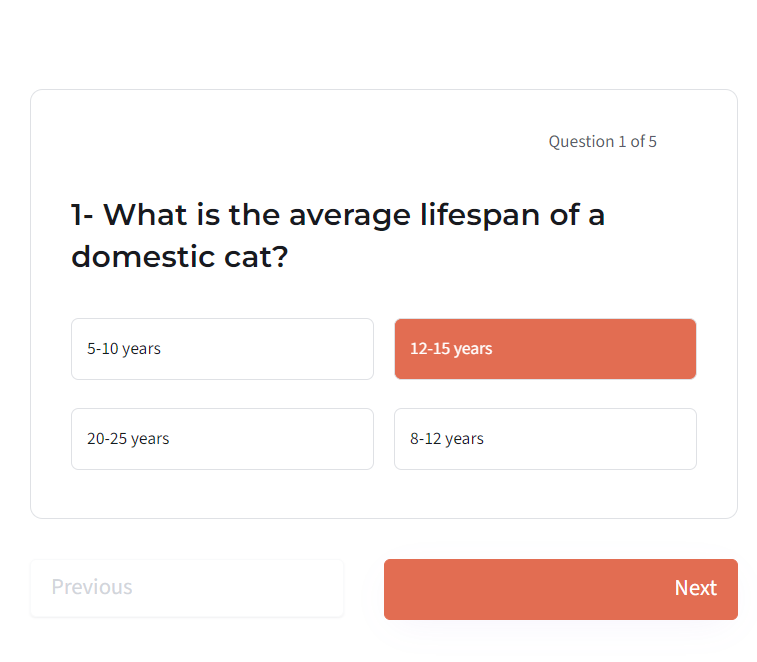 Question 1 of 5
1- What is the average lifespan of a
domestic cat?
5-10 years
12-15 years
20-25 years
8-12 years
Previous
Next